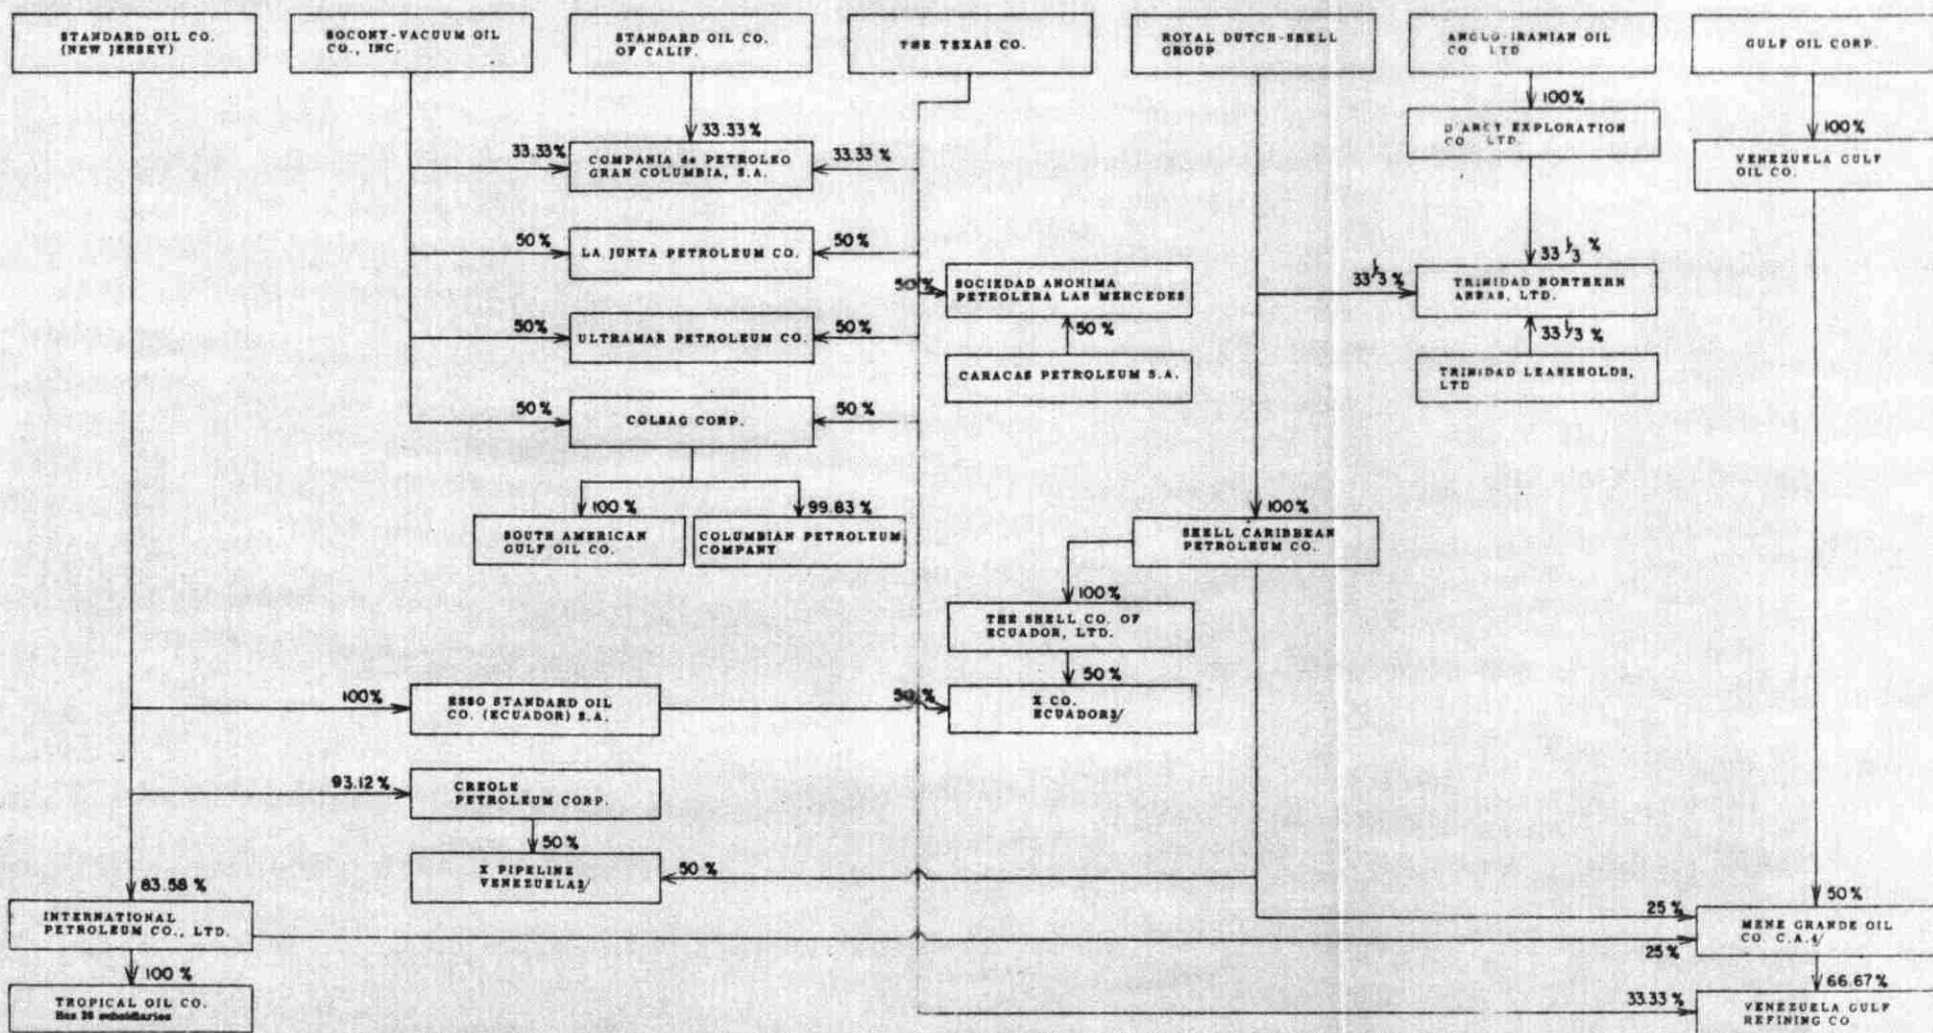 STANDARD OIL CO.
(NEW JERSEY)
SOCONY-VACUUM OIL
CO., INC.
STANDARD OIL CO.
OF CALIF.
THE TEXAS CO.
ROYAL DUTCH-SHELL
GROUP
ANGLO-IRANIAN OIL
CO. LTD
GULF OIL CORP.
100%
D'ARCY EXPLORATION
CO., LTD.
33.33%
33.33%
COMPANIA de PETROLEO
GRAN COLUMBIA, S.A.
33.33%
100%
VENEZUELA GULF
OIL CO.
50%
LA JUNTA PETROLEUM CO.
50%
50%
SOCIEDAD ANONIMA
PETROLERA LAS MERCEDES
33 1/3 %
33 1/3 %
TRINIDAD NORTHERN
AREAS, LTD.
50%
ULTRAMAR PETROLEUM CO.
50%
50%
CARACAS PETROLEUM S.A.
33 1/3 %
TRINIDAD LEASEHOLDS,
LTD
50%
COLSAG CORP.
50%
100%
SOUTH AMERICAN
GULF OIL CO.
99.83%
COLUMBIAN PETROLEUM
COMPANY
100%
SHELL CARIBBEAN
PETROLEUM CO.
100%
THE SHELL CO. OF
ECUADOR, LTD.
100%
ESSO STANDARD OIL
CO. (ECUADOR) S.A.
50%
50%
X CO.
ECUADOR3/
93.12%
CREOLE
PETROLEUM CORP.
50%
X PIPELINE
VENEZUELA3/
50%
83.58%
INTERNATIONAL
PETROLEUM CO., LTD.
25%
25%
50%
MENE GRANDE OIL
CO. C.A.4/
100%
TROPICAL OIL CO.
Has 26 subsidiaries
33.33%
66.67%
VENEZUELA GULF
REFINING CO